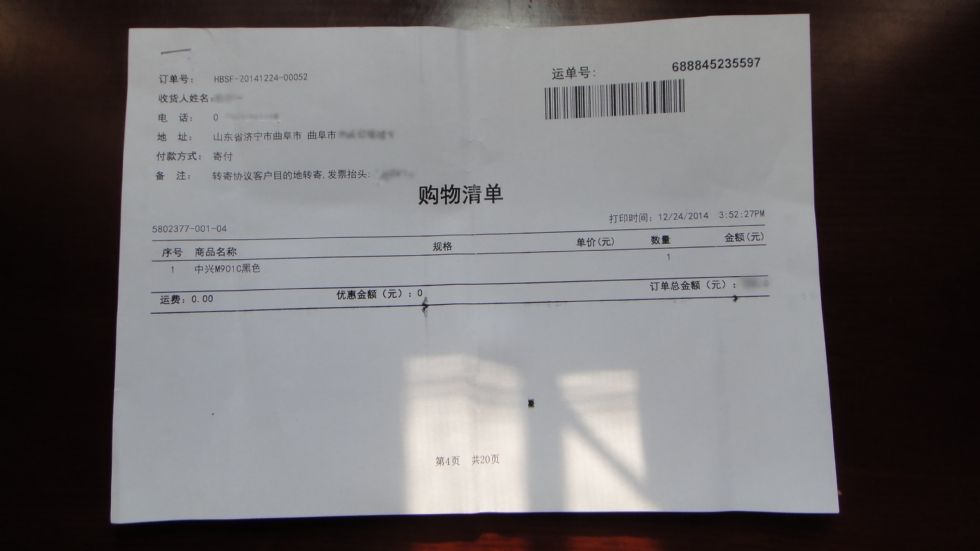 订单号: HBSF-20141224-00052
运单号: 688845235597
收货人姓名:
电 话: 0
地 址: 山东省济宁市曲阜市 曲阜市
付款方式: 寄付
备 注: 转寄协议客户目的地转寄,发票抬头:
购物清单
5802377-001-04 打印时间: 12/24/2014 3:52:27PM
序号 商品名称 规格 单价(元) 数量 金额(元)
1 中兴M901C黑色 1
运费: 0.00 优惠金额（元）: 0 订单总金额（元）:
第4页 共20页